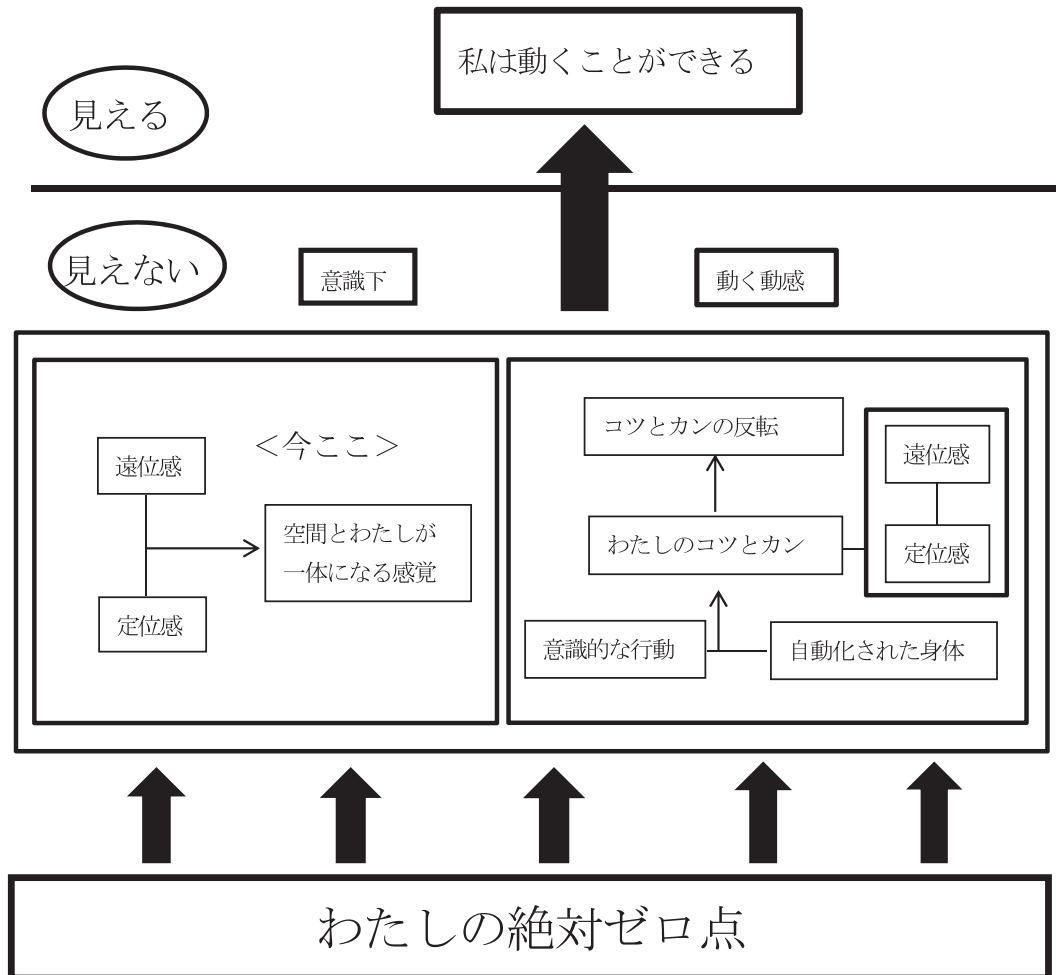 私は動くことができる
見える
見えない
意識下
動く動感
＜今ここ＞
遠位感
空間とわたしが
一体になる感覚
定位感
コツとカンの反転
遠位感
わたしのコツとカン
定位感
意識的な行動
自動化された身体
わたしの絶対ゼロ点